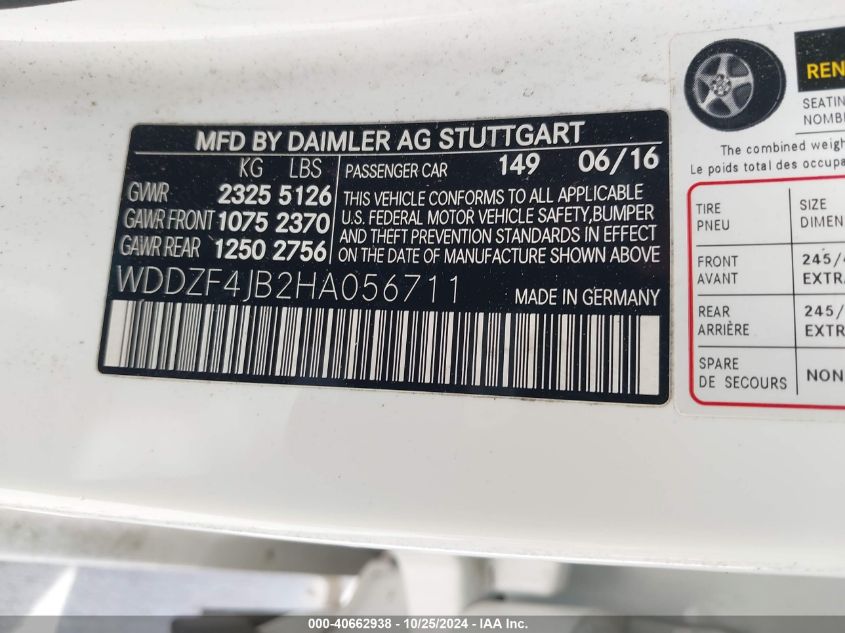 MFD BY DAIMLER AG STUTTGART
KG LBS
GVWR 2325 5126
GAWR FRONT 1075 2370
GAWR REAR 1250 2756
PASSENGER CAR 149 06/16
THIS VEHICLE CONFORMS TO ALL APPLICABLE
U.S. FEDERAL MOTOR VEHICLE SAFETY,BUMPER
AND THEFT PREVENTION STANDARDS IN EFFECT
ON THE DATE OF MANUFACTURE SHOWN ABOVE
WDDZF4JB2HA056711 MADE IN GERMANY
REN
SEATIN
NOMB
The combined weigh
Le poids total des occupa
TIRE SIZE
PNEU DIMEN
FRONT 245/
AVANT EXTR
REAR 245/
ARRIÈRE EXTR
SPARE NON
DE SECOURS
000-40662938 - 10/25/2024 - IAA Inc.